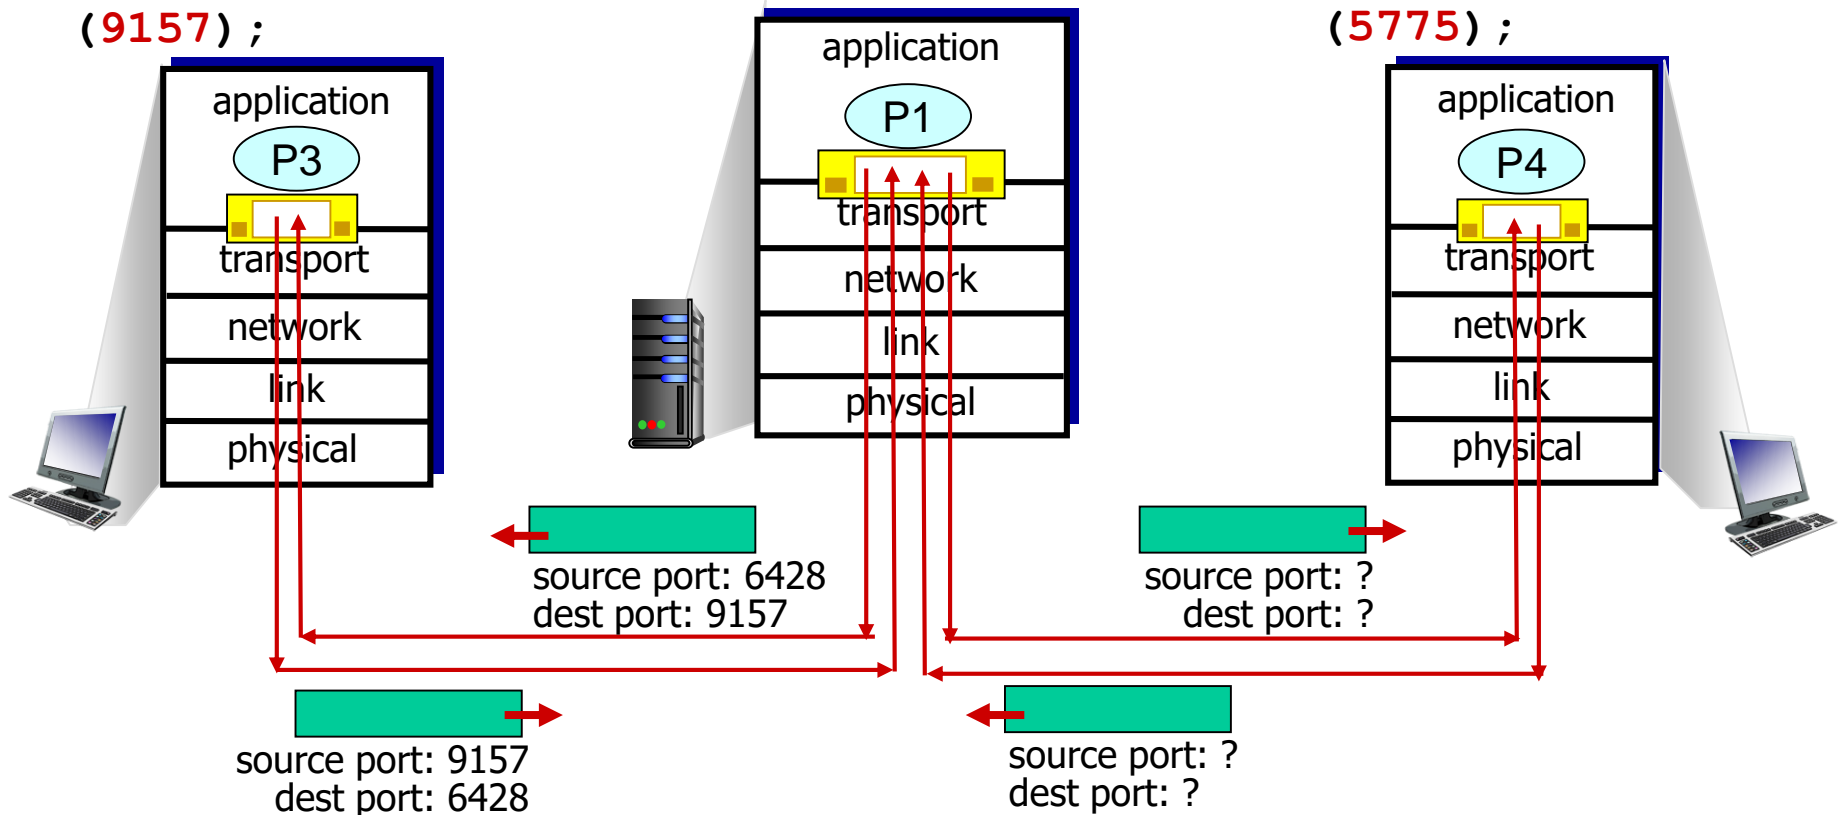 (9157);
application
P3
transport
network
link
physical
application
P1
transport
network
link
physical
(5775);
application
P4
transport
network
link
physical
source port: 6428
dest port: 9157
source port: ?
dest port: ?
source port: 9157
dest port: 6428
source port: ?
dest port: ?